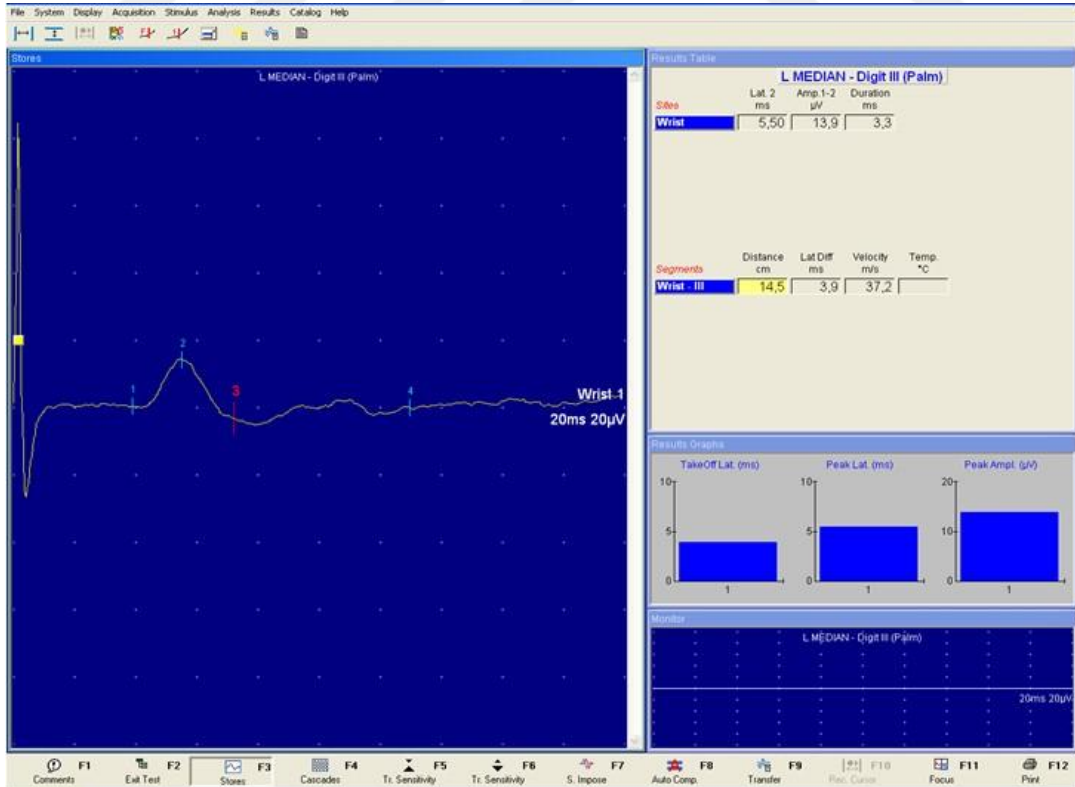 File System Display Acquisition Stimulus Analysis Results Catalog Help
Stores
L MEDIAN - Digit III (Palm)
1
2
3
4
Wrist 1
20ms 20µV
Results Table
L MEDIAN - Digit III (Palm)
Lat. 2 Amp.1-2 Duration
Sites ms µV ms
Wrist 5,50 13,9 3,3
Distance Lat Diff Velocity Temp.
Segments cm ms m/s °C
Wrist - III 14,5 3,9 37,2
Results Graphs
TakeOff Lat. (ms) Peak Lat. (ms) Peak Ampl. (µV)
10 10 20
5 5 10
0 0 0
1 1 1
Monitor
L MEDIAN - Digit III (Palm)
20ms 20µV
F1 F2 F3 F4 F5 F6 F7 F8 F9 F10 F11 F12
Comments Exit Test Stores Cascades Tr. Sensitivity Tr. Sensitivity S. Impose Auto Comp. Transfer Rec. Cursor Focus Print